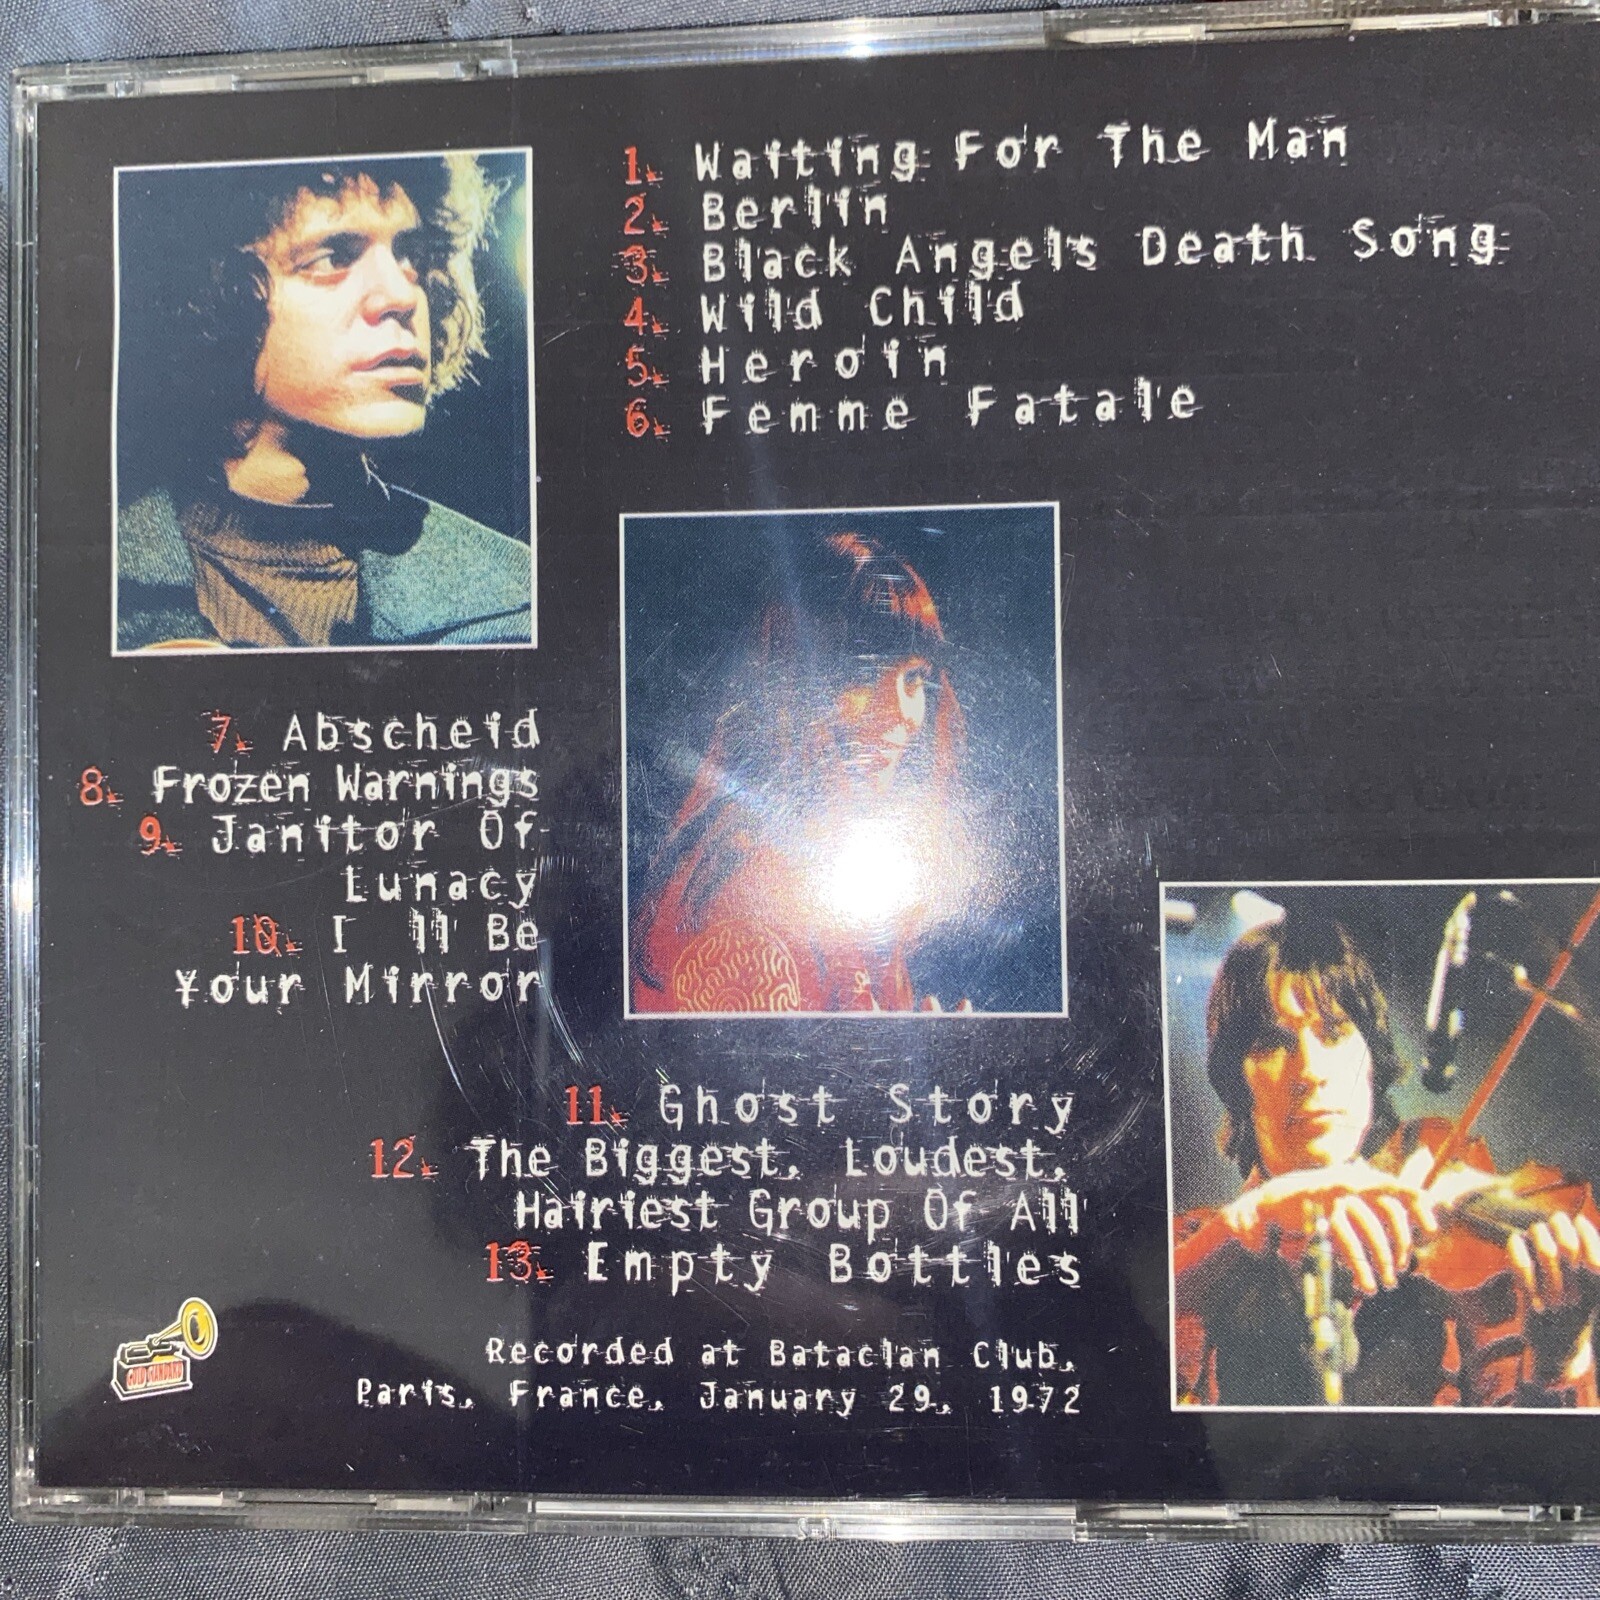 1. Waiting For The Man
2. Berlin
3. Black Angels Death Song
4. Wild Child
5. Heroin
6. Femme Fatale
7. Abscheid
8. Frozen Warnings
9. Janitor Of
Lunacy
10. I ll Be
Your Mirror
11. Ghost Story
12. The Biggest, Loudest,
Hairiest Group Of All
13. Empty Bottles
Recorded at Bataclan Club,
Paris, France, January 29, 1972
GOLD STANDARD